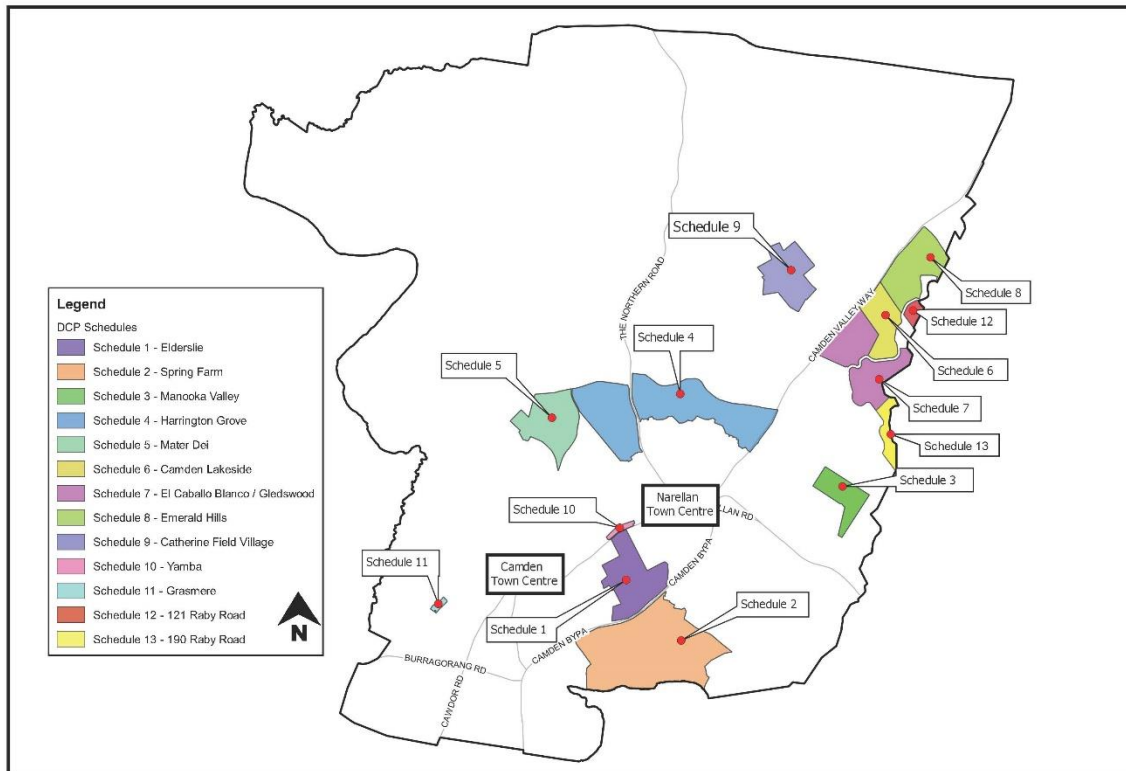 Legend
DCP Schedules
Schedule 1 - Elderslie
Schedule 2 - Spring Farm
Schedule 3 - Manooka Valley
Schedule 4 - Harrington Grove
Schedule 5 - Mater Dei
Schedule 6 - Camden Lakeside
Schedule 7 - El Caballo Blanco / Gledswood
Schedule 8 - Emerald Hills
Schedule 9 - Catherine Field Village
Schedule 10 - Yamba
Schedule 11 - Grasmere
Schedule 12 - 121 Raby Road
Schedule 13 - 190 Raby Road
N
Schedule 9
Schedule 8
Schedule 12
Schedule 6
Schedule 7
Schedule 13
Schedule 3
Schedule 4
Schedule 5
THE NORTHERN ROAD
CAMDEN VALLEY WAY
Narellan
Town Centre
LLAN RD
Schedule 10
Camden
Town Centre
Schedule 11
CAMDEN BYPA
Schedule 1
Schedule 2
CAMDEN BYPA
BURRAGORANG RD
CAWDOR RD